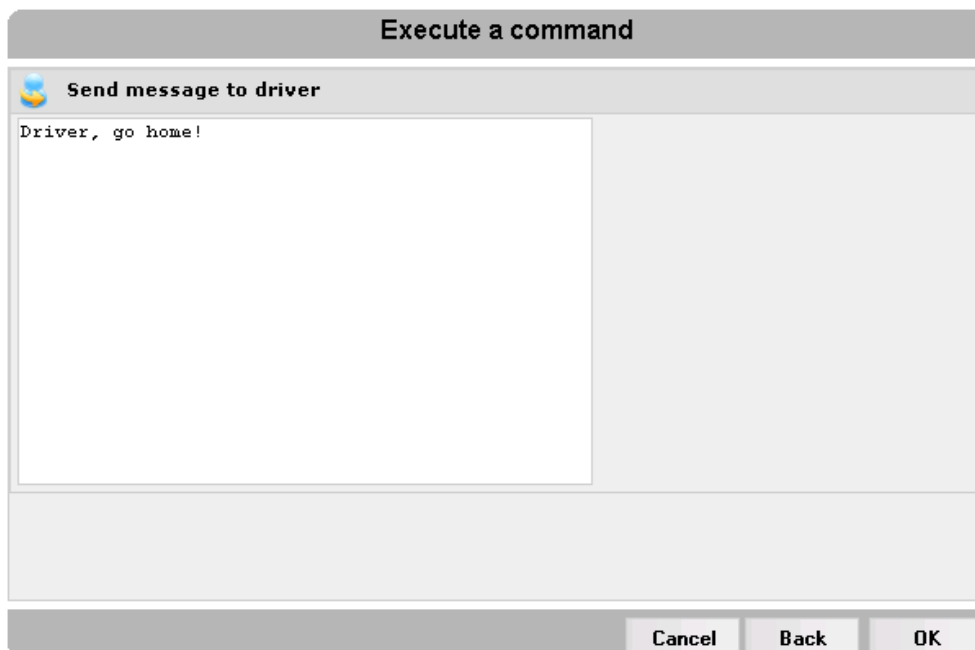 Execute a command
Send message to driver
Driver, go home!
Cancel Back OK